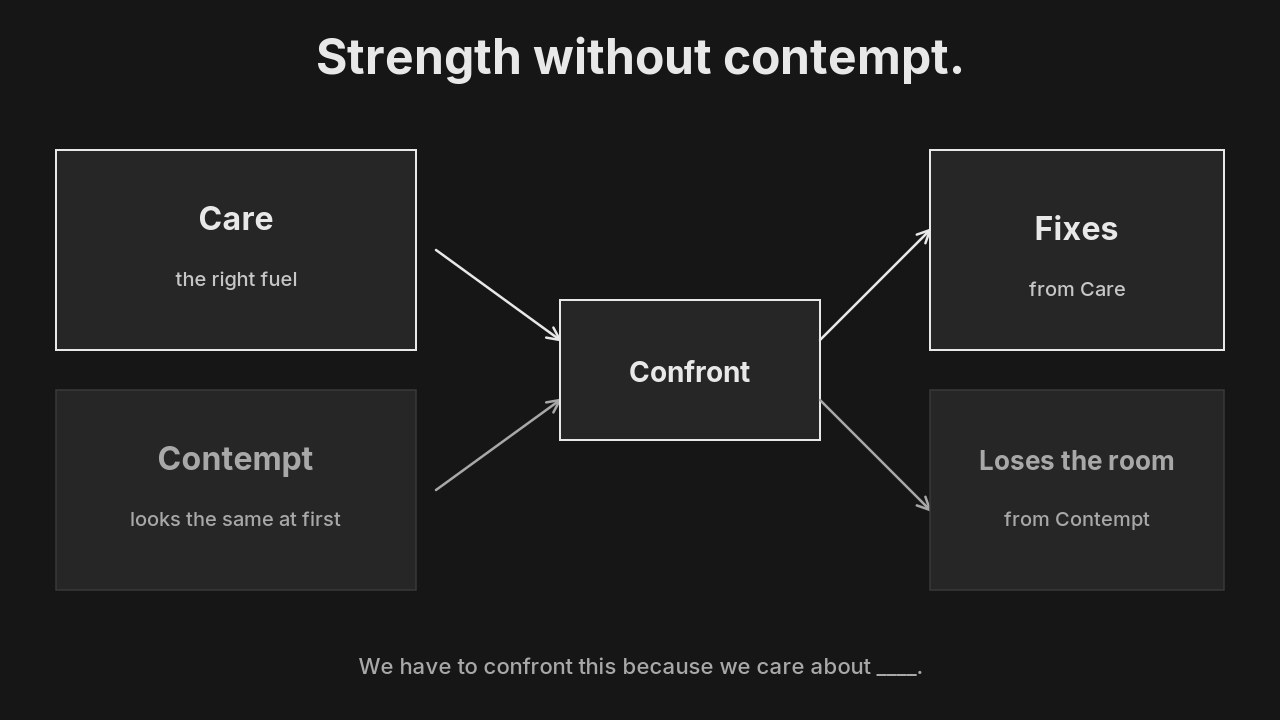 Strength without contempt.
Care
the right fuel
Contempt
looks the same at first
Confront
Fixes
from Care
Loses the room
from Contempt
We have to confront this because we care about ____.